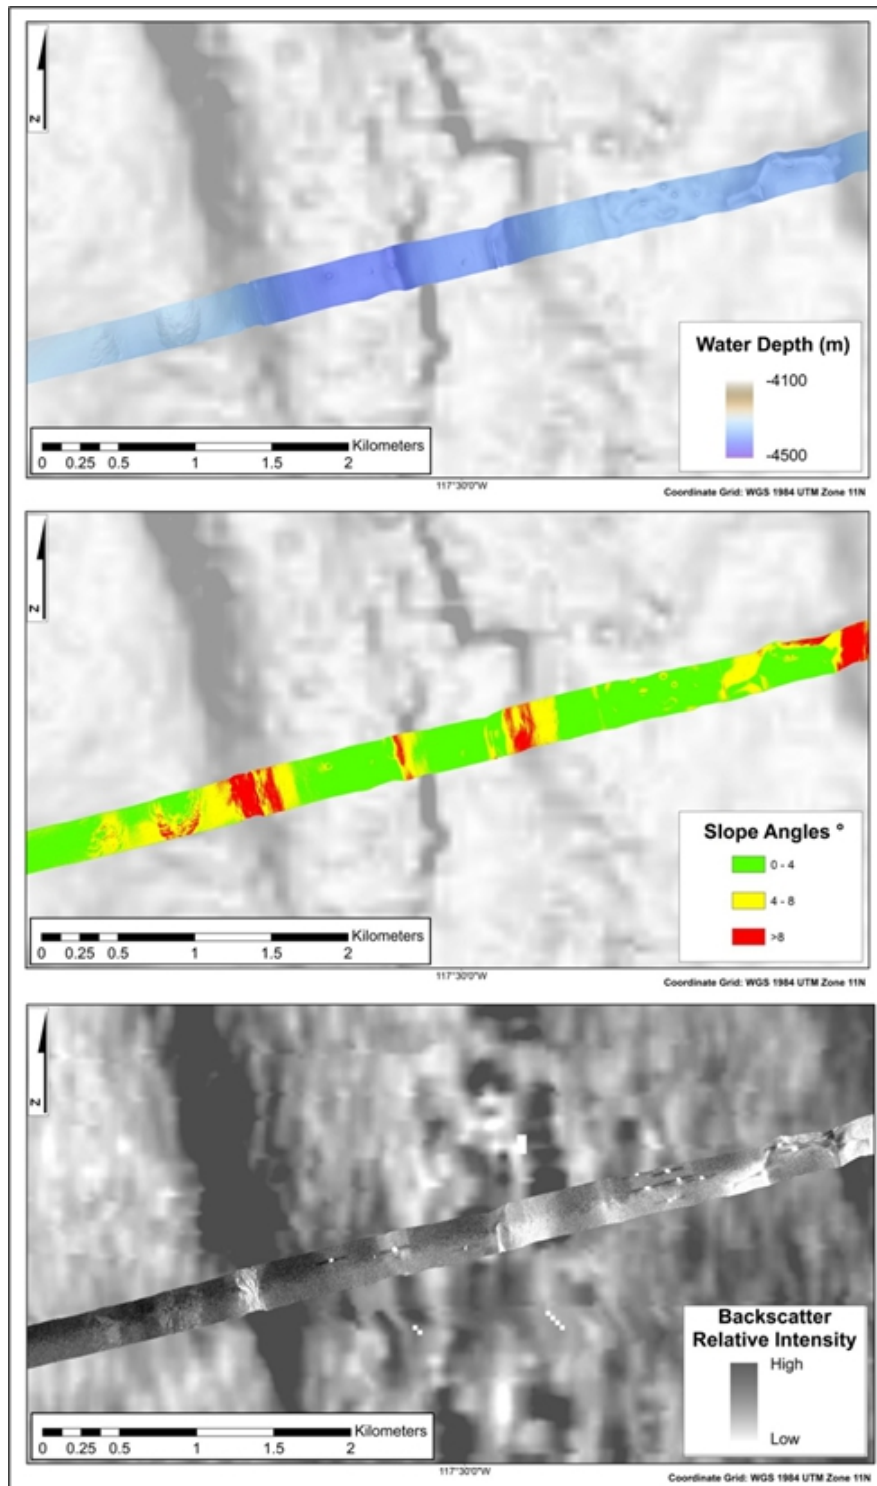 Z
Water Depth (m)
-4100
-4500
Kilometers
0 0.25 0.5 1 1.5 2
117°30'0"W
Coordinate Grid: WGS 1984 UTM Zone 11N
Z
Slope Angles °
0 - 4
4 - 8
>8
Kilometers
0 0.25 0.5 1 1.5 2
117°30'0"W
Coordinate Grid: WGS 1984 UTM Zone 11N
Z
Backscatter
Relative Intensity
High
Low
Kilometers
0 0.25 0.5 1 1.5 2
117°30'0"W
Coordinate Grid: WGS 1984 UTM Zone 11N